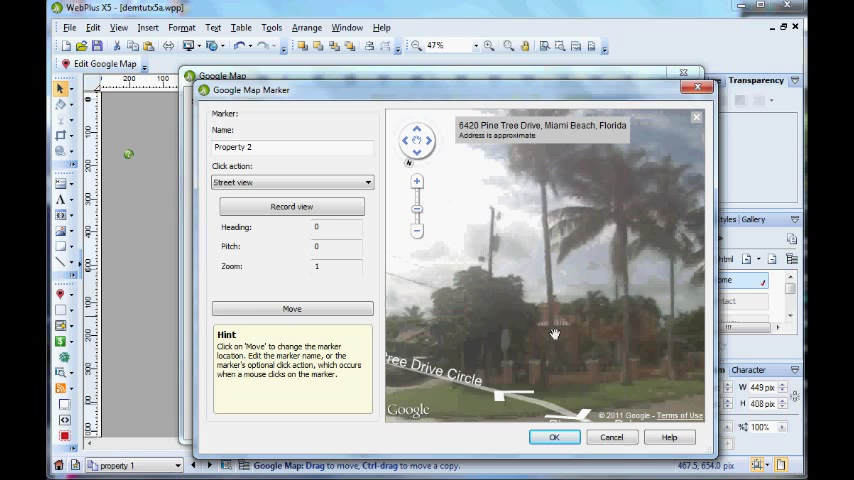 WebPlus X5 - [demtutx5a.wpp]
File Edit View Insert Format Text Table Tools Arrange Window Help
47%
Edit Google Map
Transparency
Google Map
Google Map Marker
Marker:
Name:
Property 2
Click action:
Street view
Record view
Heading: 0
Pitch: 0
Zoom: 1
Move
Hint
Click on 'Move' to change the marker
location. Edit the marker name, or the
marker's optional click action, which occurs
when a mouse clicks on the marker.
6420 Pine Tree Drive, Miami Beach, Florida
Address is approximate
N
ree Drive Circle
Google
© 2011 Google - Terms of Use
OK Cancel Help
tyles Gallery
html
ome
ntact
Character
W 449 pix
H 408 pix
100%
property 1
Google Map: Drag to move, Ctrl-drag to move a copy.
467.5, 654.0 pix